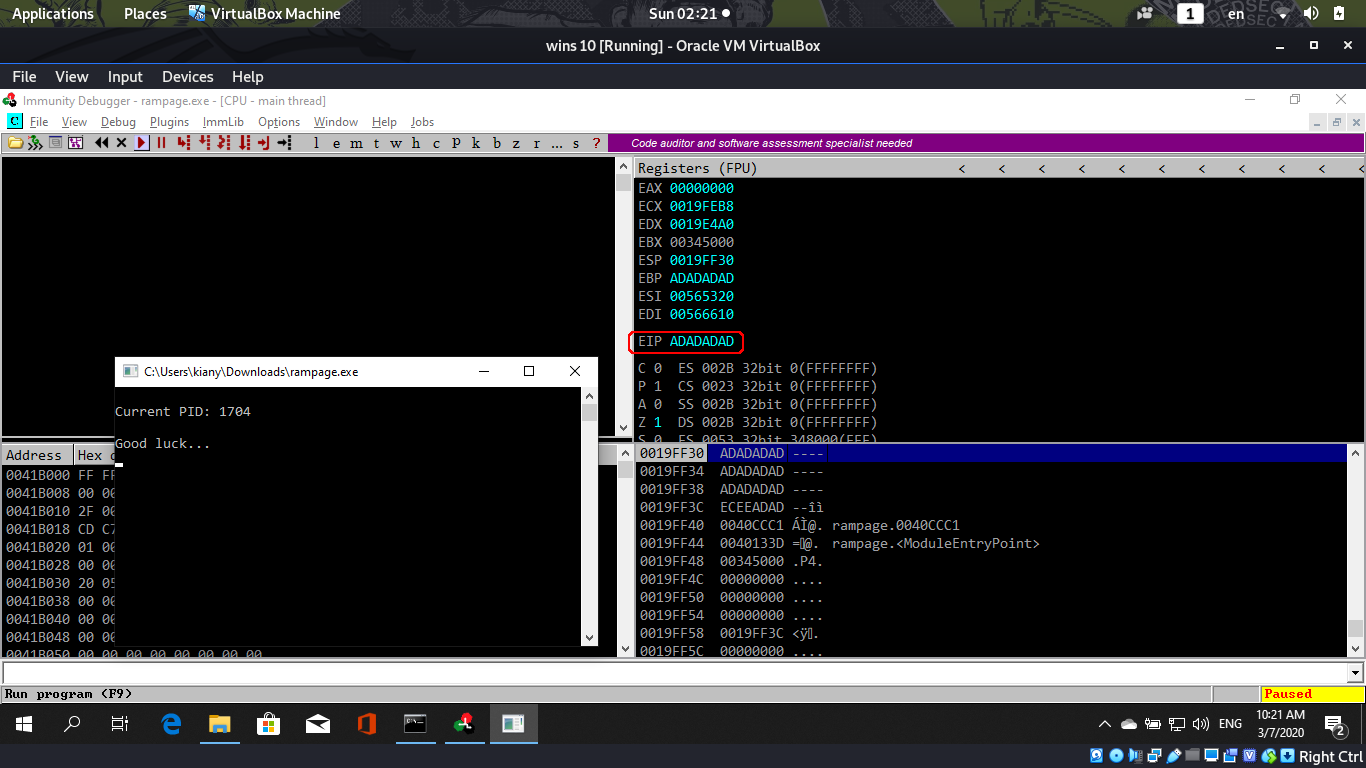 Applications Places VirtualBox Machine Sun 02:21 1 en
wins 10 [Running] - Oracle VM VirtualBox
File View Input Devices Help
Immunity Debugger - rampage.exe - [CPU - main thread]
C File View Debug Plugins ImmLib Options Window Help Jobs
l e m t w h c p k b z r ... s ? Code auditor and software assessment specialist needed
Registers (FPU) < < < < < < < < < < <
EAX 00000000
ECX 0019FEB8
EDX 0019E4A0
EBX 00345000
ESP 0019FF30
EBP ADADADAD
ESI 00565320
EDI 00566610
EIP ADADADAD
C 0 ES 002B 32bit 0(FFFFFFFF)
P 1 CS 0023 32bit 0(FFFFFFFF)
A 0 SS 002B 32bit 0(FFFFFFFF)
Z 1 DS 002B 32bit 0(FFFFFFFF)
S 0 FS 0053 32bit 348000(FFF)
C:\Users\kiany\Downloads\rampage.exe
Current PID: 1704
Good luck...
Address Hex
0041B000 FF FF
0041B008 00 00
0041B010 2F 00
0041B018 CD C7
0041B020 01 00
0041B028 00 00
0041B030 20 05
0041B038 00 00
0041B040 00 00
0041B048 00 00
0041B050 00 00 00 00 00 00 00 00
0019FF30 ADADADAD ----
0019FF34 ADADADAD ----
0019FF38 ADADADAD ----
0019FF3C ECEEADAD --îì
0019FF40 0040CCC1 ÁÌ@. rampage.0040CCC1
0019FF44 0040133D =‼@. rampage.<ModuleEntryPoint>
0019FF48 00345000 .P4.
0019FF4C 00000000 ....
0019FF50 00000000 ....
0019FF54 00000000 ....
0019FF58 0019FF3C <ÿ.
0019FF5C 00000000 ....
Run program (F9) Paused
ENG 10:21 AM
3/7/2020 2
Right Ctrl